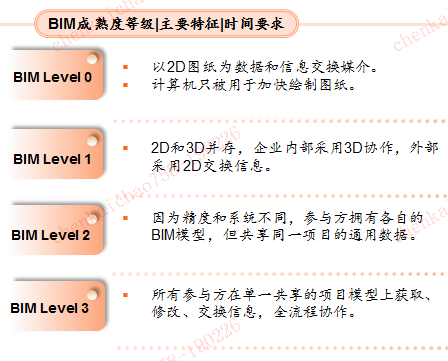 BIM成熟度等级|主要特征|时间要求
BIM Level 0
以2D图纸为数据和信息交换媒介。
计算机只被用于加快绘制图纸。
BIM Level 1
2D和3D并存，企业内部采用3D协作，外部
采用2D交换信息。
BIM Level 2
因为精度和系统不同，参与方拥有各自的
BIM模型，但共享同一项目的通用数据。
BIM Level 3
所有参与方在单一共享的项目模型上获取、
修改、交换信息，全流程协作。